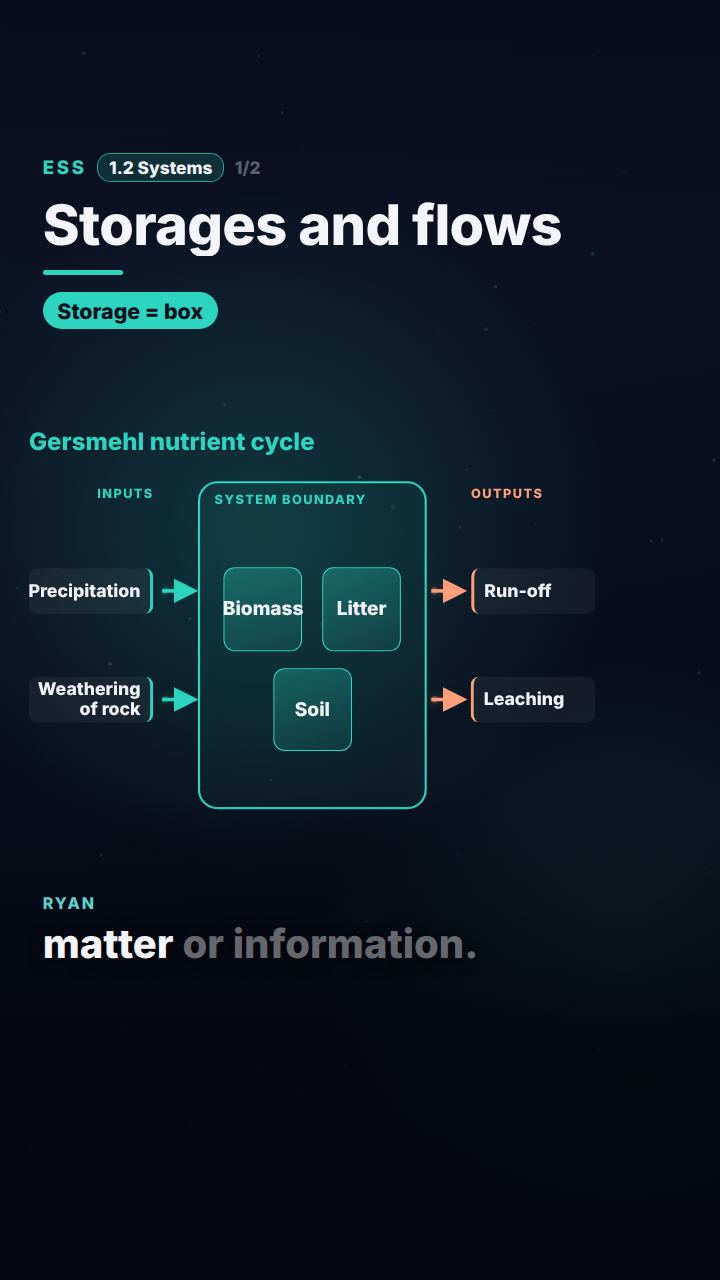 ESS 1.2 Systems 1/2
Storages and flows
Storage = box
Gersmehl nutrient cycle
INPUTS
SYSTEM BOUNDARY
OUTPUTS
Precipitation
Biomass
Litter
Run-off
Weathering
of rock
Soil
Leaching
RYAN
matter or information.